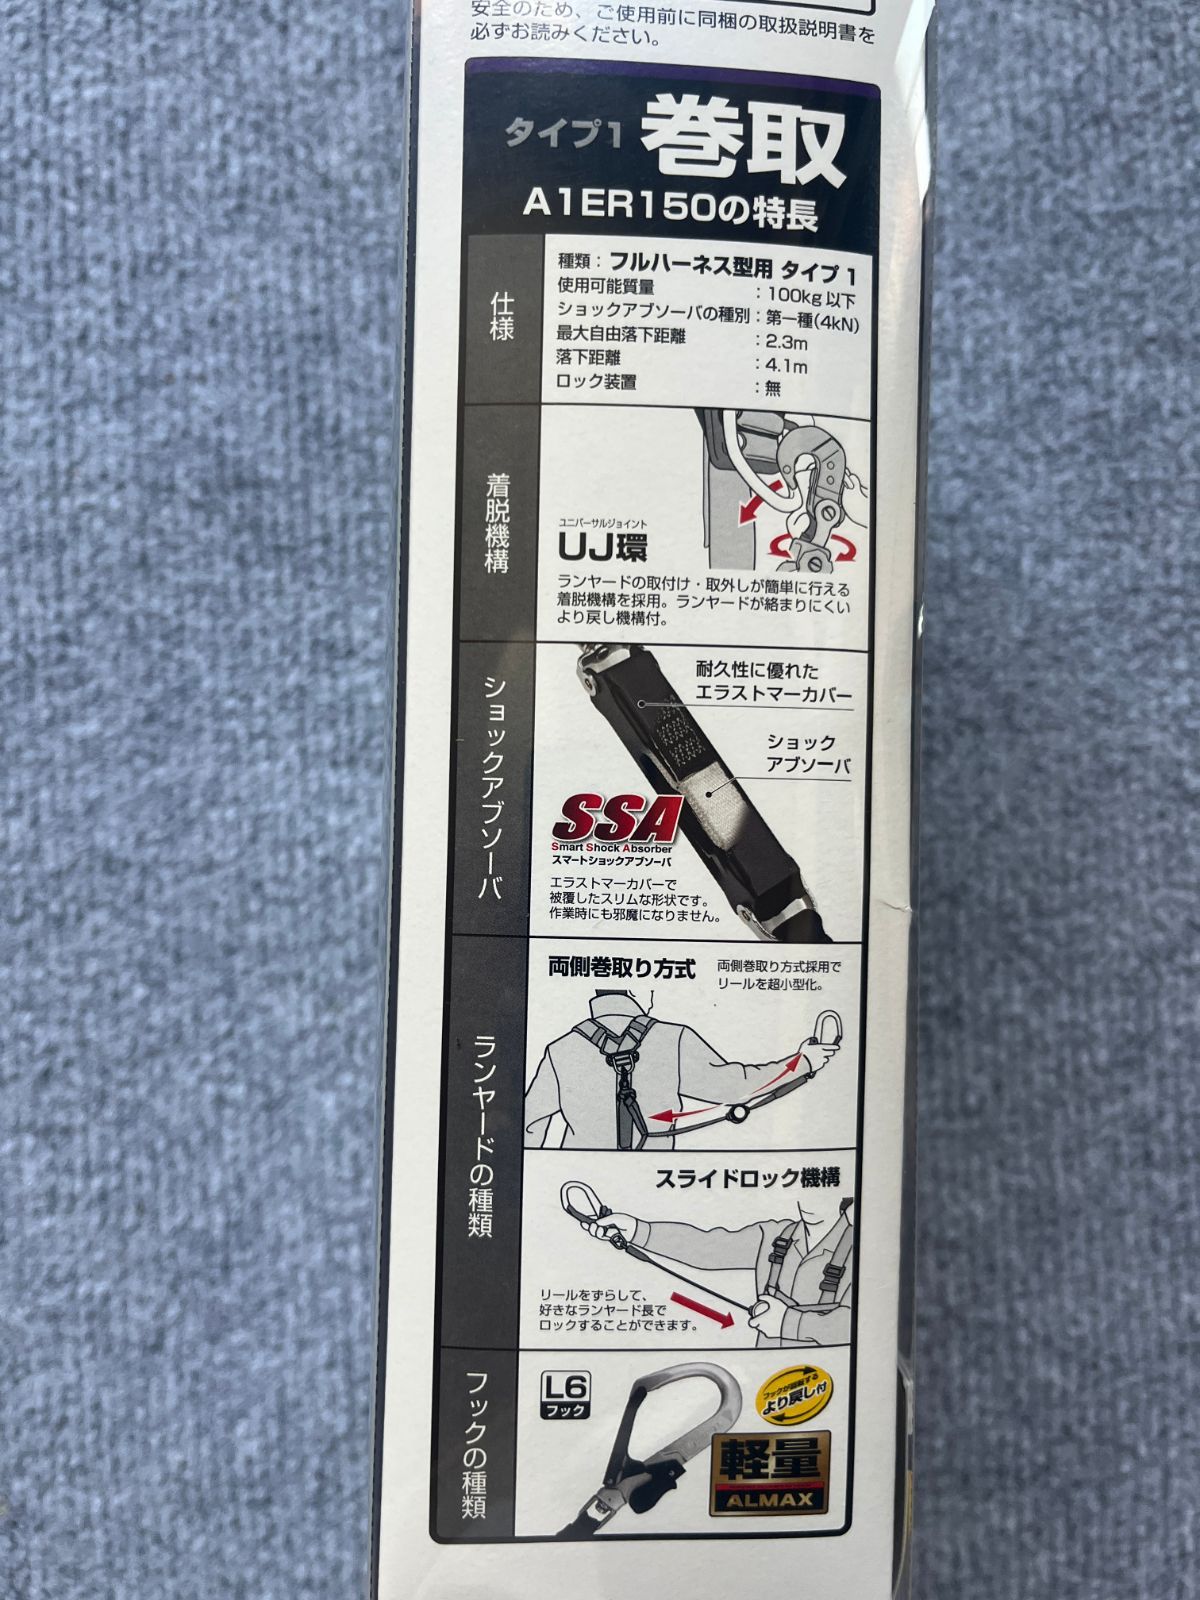 安全のため、ご使用前に同梱の取扱説明書を
必ずお読みください。
タイプ1 巻取
A1ER150の特長
仕様
種類：フルハーネス型用 タイプ1
使用可能質量：100kg以下
ショックアブソーバの種別：第一種(4kN)
最大自由落下距離：2.3m
落下距離：4.1m
ロック装置：無
着脱機構
ユニバーサルジョイント
UJ環
ランヤードの取付け・取外しが簡単に行える
着脱機構を採用。ランヤードが絡まりにくい
より戻し機構付。
ショックアブソーバ
耐久性に優れた
エラストマーカバー
ショック
アブソーバ
SSA
Smart Shock Absorber
スマートショックアブソーバ
エラストマーカバーで
被覆したスリムな形状です。
作業時にも邪魔になりません。
ランヤードの種類
両側巻取り方式
両側巻取り方式採用で
リールを超小型化。
スライドロック機構
リールをずらして、
好きなランヤード長で
ロックすることができます。
フックの種類
L6
フック
フックが回転する
より戻し付
軽量
ALMAX